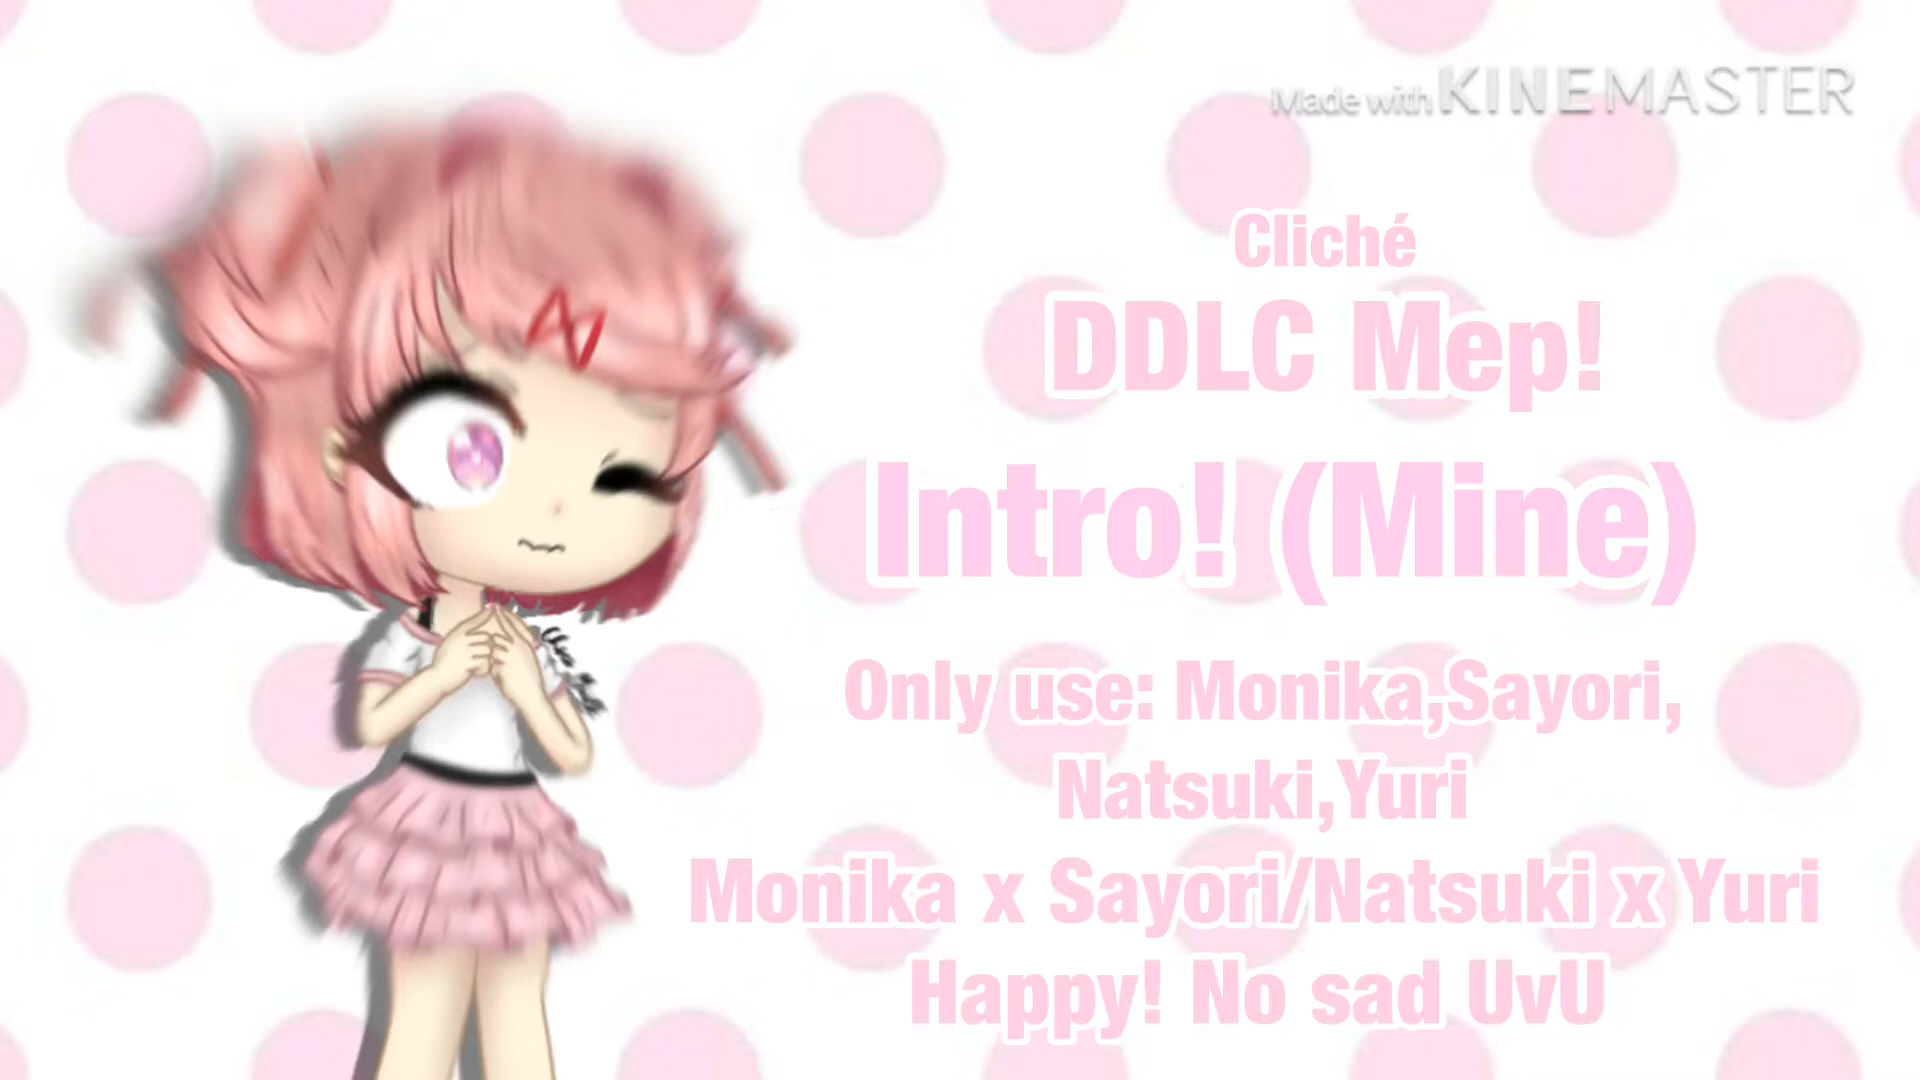 Made with KINEMASTER
Cliché
DDLC Mep!
Intro! (Mine)
Only use: Monika,Sayori,
Natsuki,Yuri
Monika x Sayori/Natsuki x Yuri
Happy! No sad UvU